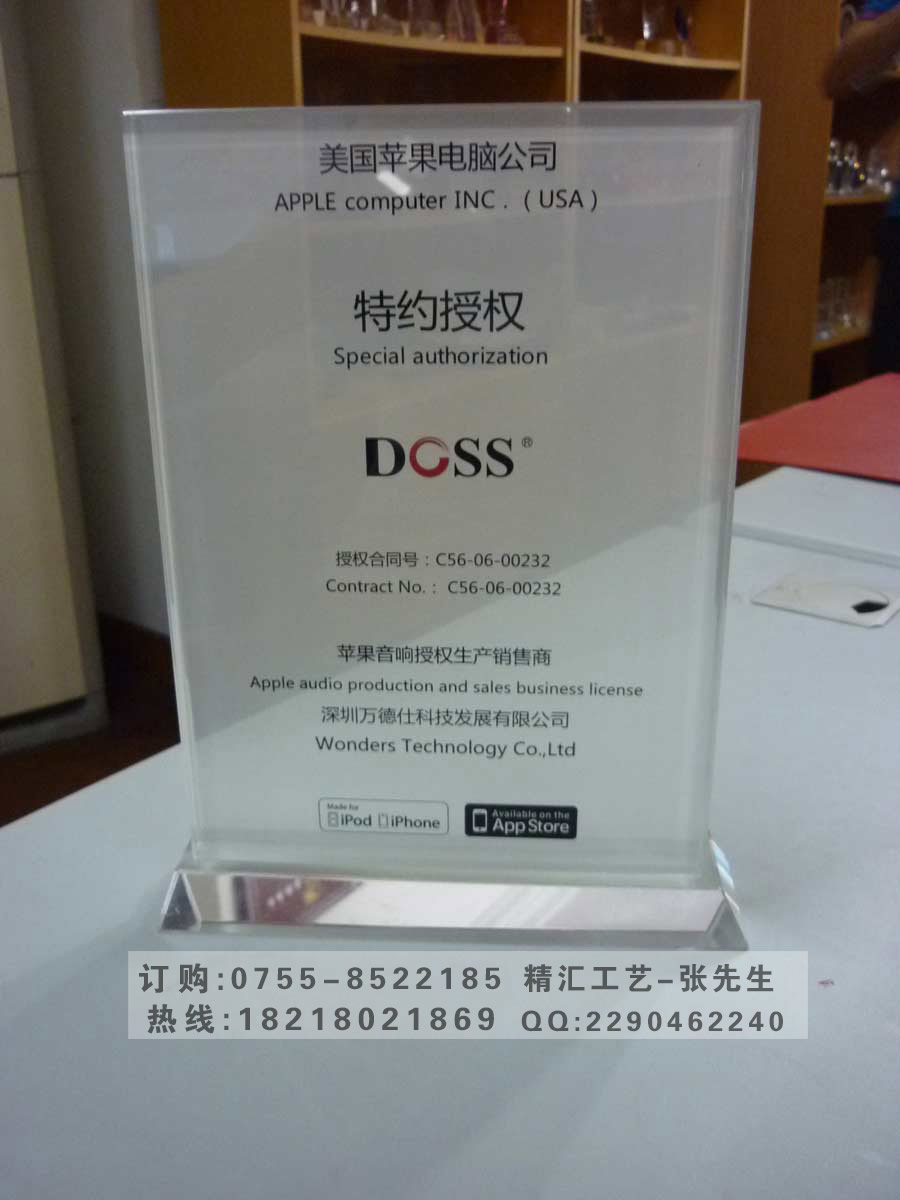 美国苹果电脑公司
APPLE computer INC . ( USA )
特约授权
Special authorization
DOSS®
授权合同号：C56-06-00232
Contract No.： C56-06-00232
苹果音响授权生产销售商
Apple audio production and sales business license
深圳万德仕科技发展有限公司
Wonders Technology Co.,Ltd
Made for
iPod iPhone
Available on the
App Store
订购:0755-8522185 精汇工艺-张先生
热线:18218021869 QQ:2290462240